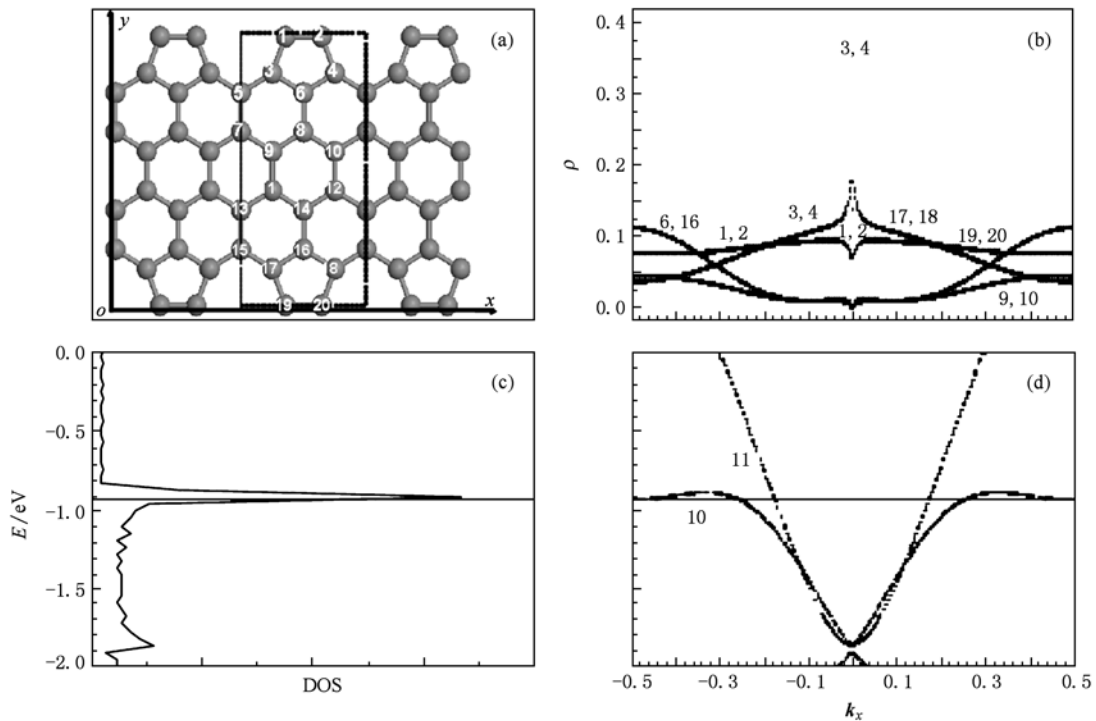 y
(a)
1 2
3 4
5 6
7 8
9 10
1 12
13 14
15 16
17 8
19 20
o x
(b)
0.4
3, 4
0.3
ρ
0.2
6, 16
3, 4
17, 18
1, 2
1, 2
19, 20
0.1
9, 10
0.0
(c)
0.0
-0.5
E/eV
-1.0
-1.5
-2.0
DOS
(d)
11
10
-0.5 -0.3 -0.1 0.1 0.3 0.5
kx